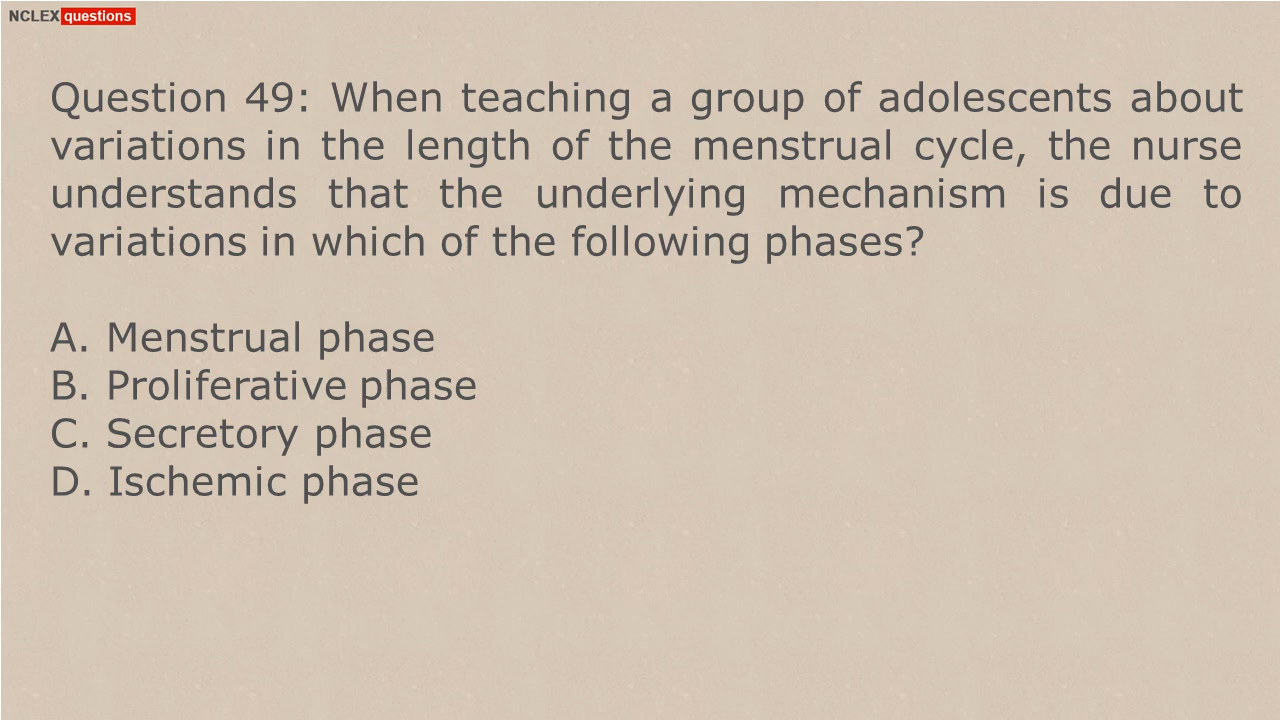 NCLEX questions
Question 49: When teaching a group of adolescents about
variations in the length of the menstrual cycle, the nurse
understands that the underlying mechanism is due to
variations in which of the following phases?
A. Menstrual phase
B. Proliferative phase
C. Secretory phase
D. Ischemic phase